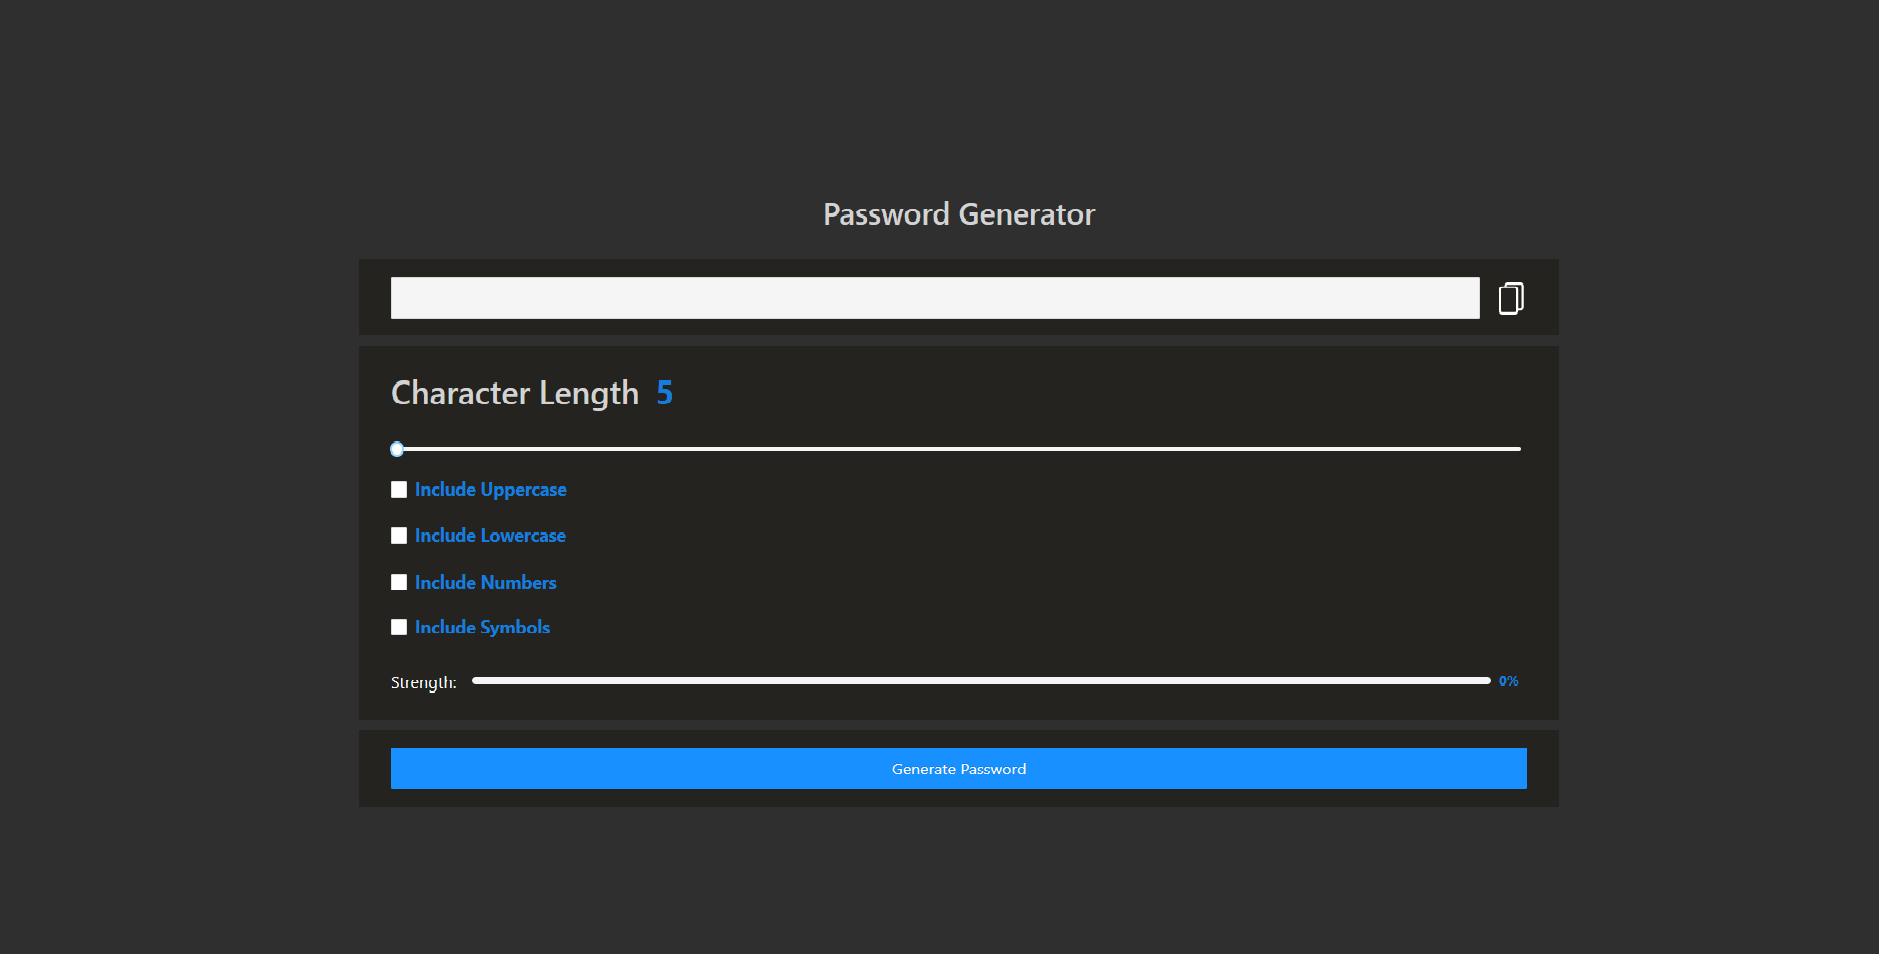 Password Generator
Character Length 5
Include Uppercase
Include Lowercase
Include Numbers
Include Symbols
Strength: 0%
Generate Password